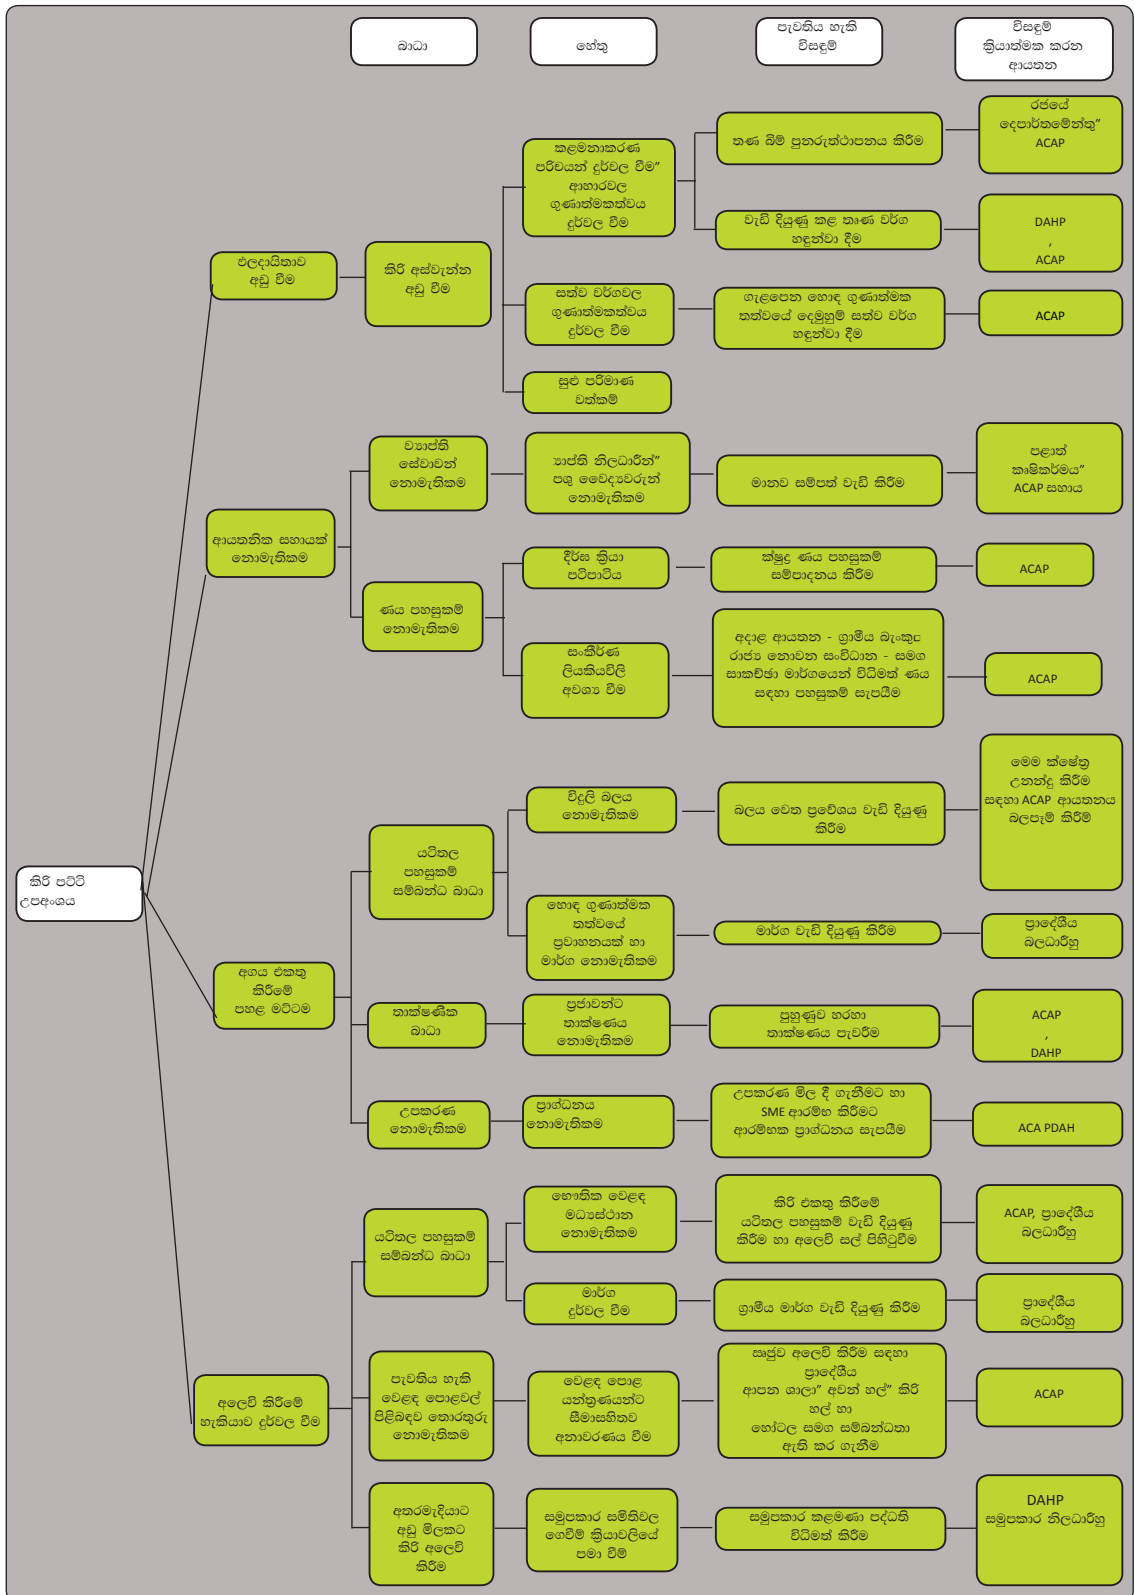 බාධා
හේතු
පැවතිය හැකි
විසඳුම්
විසඳුම්
ක්‍රියාත්මක කරන
ආයතන
කිරි පට්ටි
උපඅංශය
ඵලදායිතාව
අඩු වීම
කිරි අස්වැන්න
අඩු වීම
කළමනාකරණ
පරිචයන් දුර්වල වීම”
ආහාරවල
ගුණාත්මකත්වය
දුර්වල වීම
තණ බිම් පුනරුත්ථාපනය කිරීම
රජයේ
දෙපාර්තමේන්තු”
ACAP
වැඩි දියුණු කළ තෘණ වර්ග
හඳුන්වා දීම
DAHP
,
ACAP
සත්ව වර්ගවල
ගුණාත්මකත්වය
දුර්වල වීම
ගැළපෙන හොඳ ගුණාත්මක
තත්වයේ දෙමුහුම් සත්ව වර්ග
හඳුන්වා දීම
ACAP
සුළු පරිමාණ
වත්කම්
ආයතනික සහායක්
නොමැතිකම
ව්‍යාප්ති
සේවාවන්
නොමැතිකම
්‍යාප්ති නිලධාරීන්”
පශු වෛද්‍යවරුන්
නොමැතිකම
මානව සම්පත් වැඩි කිරීම
පළාත්
කෘෂිකර්මය”
ACAP සහාය
ණය පහසුකම්
නොමැතිකම
දීර්ඝ ක්‍රියා
පටිපාටිය
ක්ෂුද්‍ර ණය පහසුකම්
සම්පාදනය කිරීම
ACAP
සංකීර්ණ
ලියකියවිලි
අවශ්‍ය වීම
අදාළ ආයතන - ග්‍රාමීය බැංකුඋ
රාජ්‍ය නොවන සංවිධාන - සමග
සාකච්ඡා මාර්ගයෙන් විධිමත් ණය
සඳහා පහසුකම් සැපයීම
ACAP
අගය එකතු
කිරීමේ
පහළ මට්ටම
යටිතල
පහසුකම්
සම්බන්ධ බාධා
විදුලි බලය
නොමැතිකම
බලය වෙත ප්‍රවේශය වැඩි දියුණු
කිරීම
මෙම ක්ෂේත්‍ර
උනන්දු කිරීම
සඳහා ACAP ආයතනය
බලපෑම් කිරීම්
හොඳ ගුණාත්මක
තත්වයේ
ප්‍රවාහනයක් හා
මාර්ග නොමැතිකම
මාර්ග වැඩි දියුණු කිරීම
ප්‍රාදේශීය
බලධාරීහු
තාක්ෂණික
බාධා
ප්‍රජාවන්ට
තාක්ෂණය
නොමැතිකම
පුහුණුව හරහා
තාක්ෂණය පැවරීම
ACAP
,
DAHP
උපකරණ
නොමැතිකම
ප්‍රාග්ධනය
නොමැතිකම
උපකරණ මිල දී ගැනීමට හා
SME ආරම්භ කිරීමට
ආරම්භක ප්‍රාග්ධනය සැපයීම
ACA PDAH
අලෙවි කිරීමේ
හැකියාව දුර්වල වීම
යටිතල පහසුකම්
සම්බන්ධ බාධා
භෞතික වෙළඳ
මධ්‍යස්ථාන
නොමැතිකම
කිරි එකතු කිරීමේ
යටිතල පහසුකම් වැඩි දියුණු
කිරීම හා අලෙවි සල් පිහිටුවීම
ACAP, ප්‍රාදේශීය
බලධාරීහු
මාර්ග
දුර්වල වීම
ග්‍රාමීය මාර්ග වැඩි දියුණු කිරීම
ප්‍රාදේශීය
බලධාරීහු
පැවතිය හැකි
වෙළඳ පොළවල්
පිළිබඳව තොරතුරු
නොමැතිකම
වෙළඳ පොළ
යන්ත්‍රණයන්ට
සීමාසහිතව
අනාවරණය වීම
ඍජුව අලෙවි කිරීම සඳහා
ප්‍රාදේශීය
ආපන ශාලා” අවන් හල්” කිරි
හල් හා
හෝටල සමග සම්බන්ධතා
ඇති කර ගැනීම
ACAP
අතරමැදියාට
අඩු මිලකට
කිරි අලෙවි
කිරීම
සමුපකාර සමිතිවල
ගෙවීම් ක්‍රියාවලියේ
පමා වීම්
සමුපකාර කළමණා පද්ධති
විධිමත් කිරීම
DAHP
සමුපකාර නිලධාරීහු